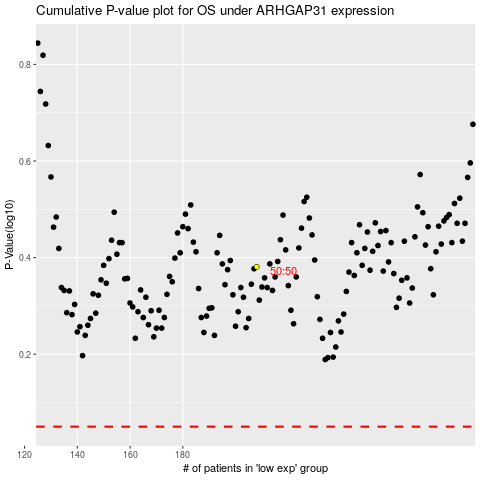 Cumulative P-value plot for OS under ARHGAP31 expression
P-Value(log10)
0.8
0.6
0.4
0.2
50:50
120 140 160 180
# of patients in 'low exp' group